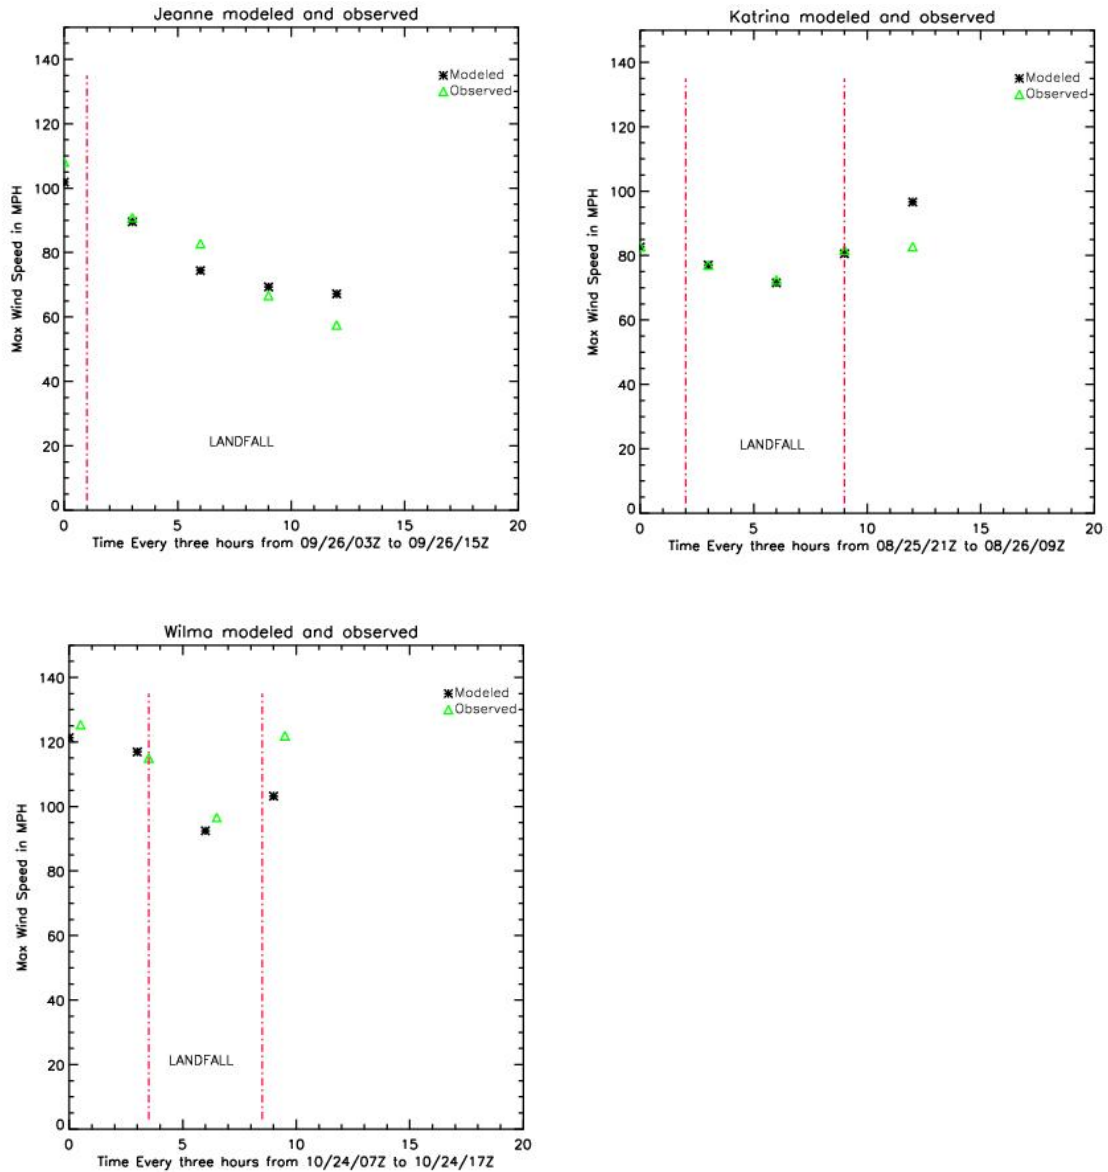 Jeanne modeled and observed
140
120
100
80
60
40
20
0
Max Wind Speed in MPH
Modeled
Observed
LANDFALL
0 5 10 15 20
Time Every three hours from 09/26/03Z to 09/26/15Z
Katrina modeled and observed
140
120
100
80
60
40
20
0
Max Wind Speed in MPH
Modeled
Observed
LANDFALL
0 5 10 15 20
Time Every three hours from 08/25/21Z to 08/26/09Z
Wilma modeled and observed
140
120
100
80
60
40
20
0
Max Wind Speed in MPH
Modeled
Observed
LANDFALL
0 5 10 15 20
Time Every three hours from 10/24/07Z to 10/24/17Z